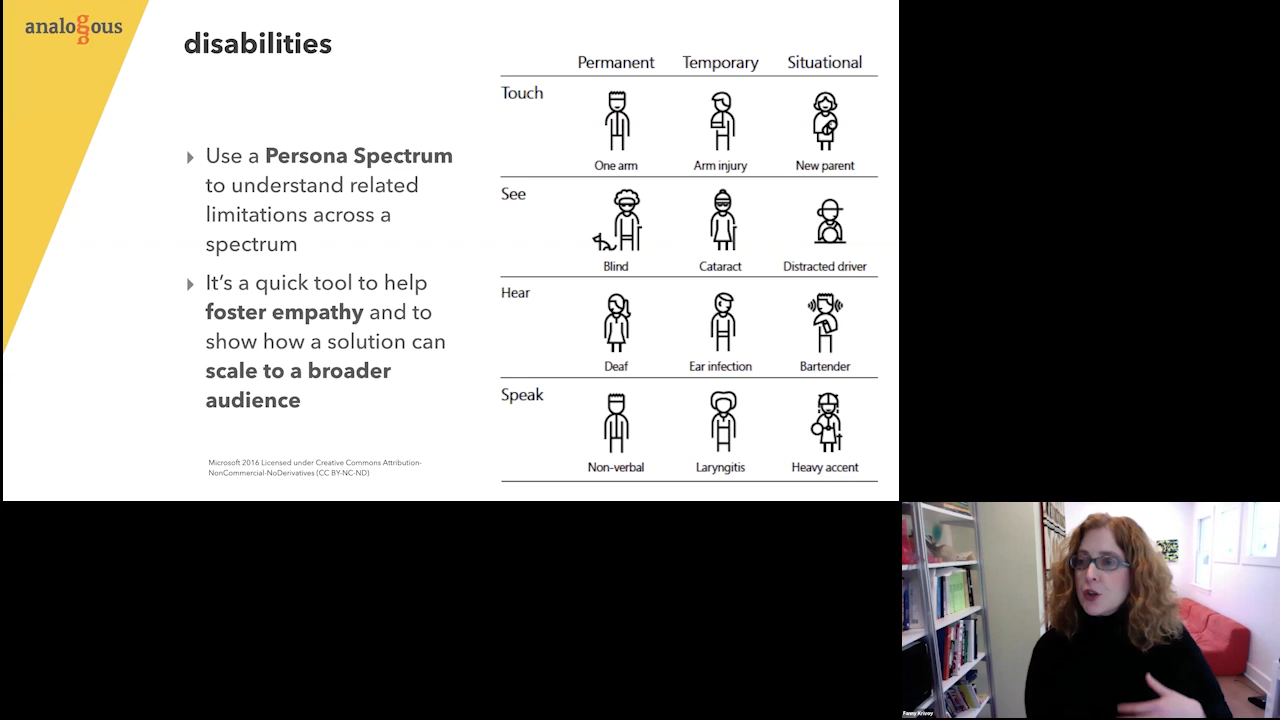 analogous
disabilities
Use a Persona Spectrum
to understand related
limitations across a
spectrum
It's a quick tool to help
foster empathy and to
show how a solution can
scale to a broader
audience
Microsoft 2016 Licensed under Creative Commons Attribution-
NonCommercial-NoDerivatives (CC BY-NC-ND)
Permanent Temporary Situational
Touch
One arm Arm injury New parent
See
Blind Cataract Distracted driver
Hear
Deaf Ear infection Bartender
Speak
Non-verbal Laryngitis Heavy accent
Fanny Krivoy